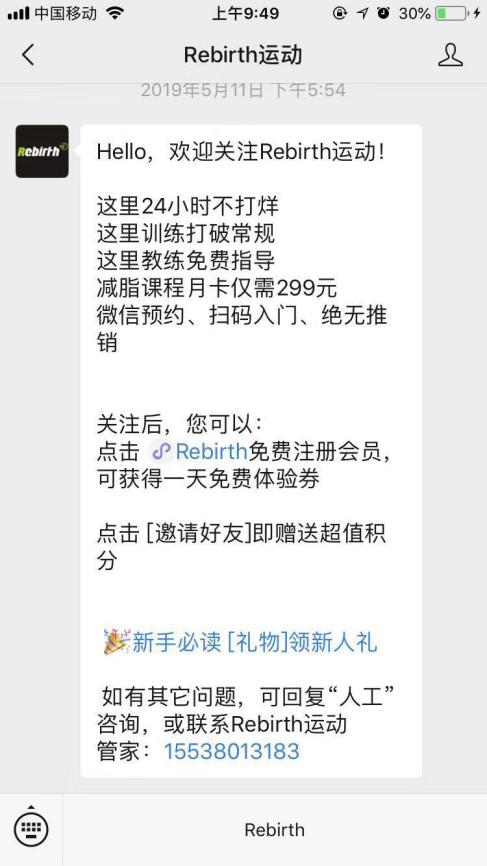 中国移动 上午9:49 30%
Rebirth运动
2019年5月11日 下午5:54
Rebirth
Hello，欢迎关注Rebirth运动！
这里24小时不打烊
这里训练打破常规
这里教练免费指导
减脂课程月卡仅需299元
微信预约、扫码入门、绝无推
销
关注后，您可以：
点击 Rebirth免费注册会员，
可获得一天免费体验券
点击 [邀请好友]即赠送超值积
分
新手必读 [礼物]领新人礼
如有其它问题，可回复“人工”
咨询，或联系Rebirth运动
管家：15538013183
Rebirth